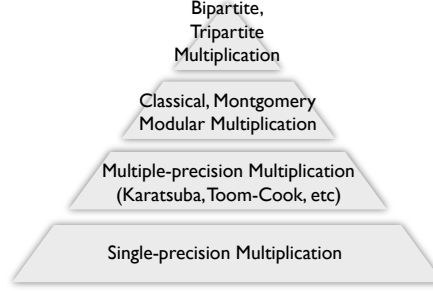 Bipartite,
Tripartite
Multiplication
Classical, Montgomery
Modular Multiplication
Multiple-precision Multiplication
(Karatsuba, Toom-Cook, etc)
Single-precision Multiplication